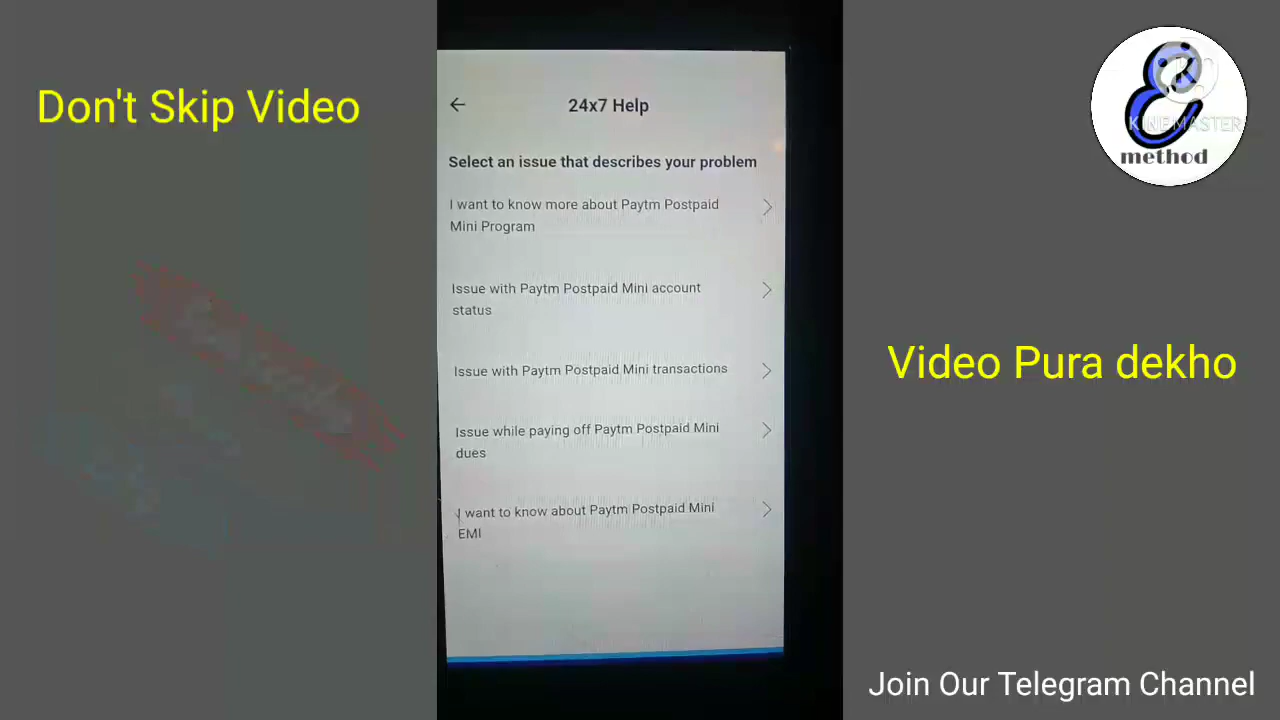 Don't Skip Video
24x7 Help
Select an issue that describes your problem
I want to know more about Paytm Postpaid
Mini Program
Issue with Paytm Postpaid Mini account
status
Issue with Paytm Postpaid Mini transactions
Issue while paying off Paytm Postpaid Mini
dues
I want to know about Paytm Postpaid Mini
EMI
K
KINEMASTER
method
Video Pura dekho
Join Our Telegram Channel